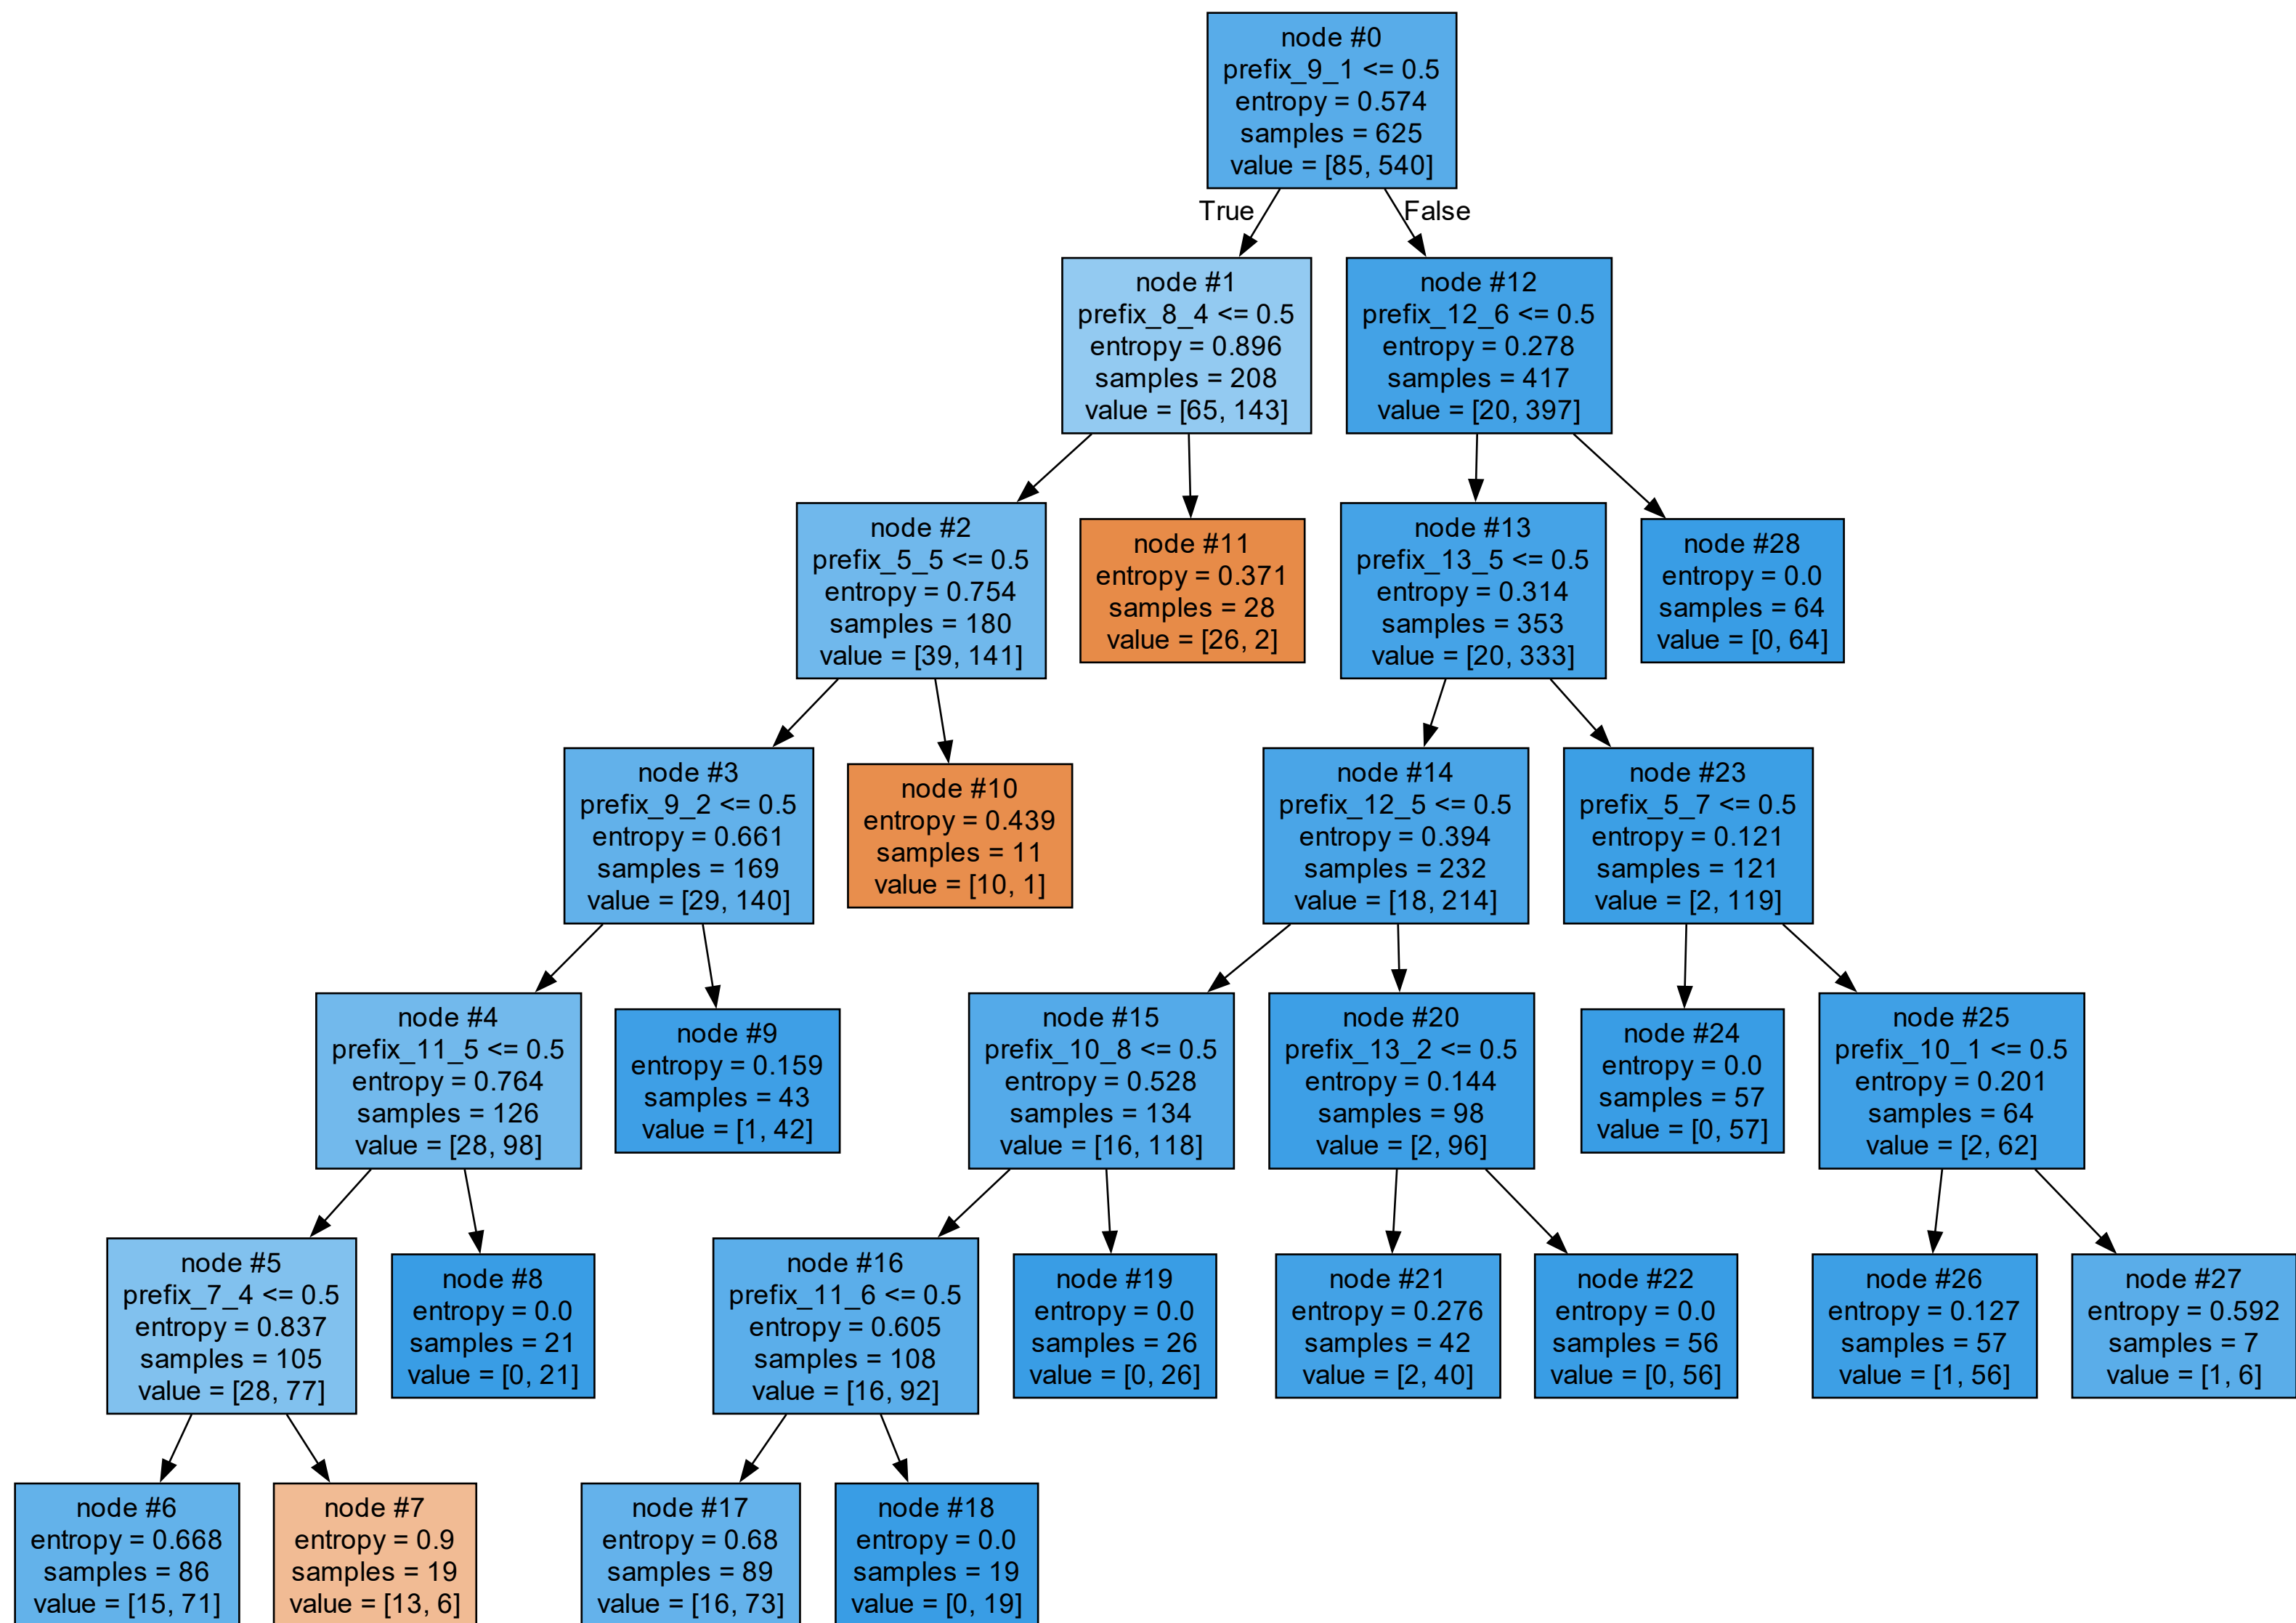 node #0
prefix_9_1 <= 0.5
entropy = 0.574
samples = 625
value = [85, 540]
True
False
node #1
prefix_8_4 <= 0.5
entropy = 0.896
samples = 208
value = [65, 143]
node #12
prefix_12_6 <= 0.5
entropy = 0.278
samples = 417
value = [20, 397]
node #2
prefix_5_5 <= 0.5
entropy = 0.754
samples = 180
value = [39, 141]
node #11
entropy = 0.371
samples = 28
value = [26, 2]
node #13
prefix_13_5 <= 0.5
entropy = 0.314
samples = 353
value = [20, 333]
node #28
entropy = 0.0
samples = 64
value = [0, 64]
node #3
prefix_9_2 <= 0.5
entropy = 0.661
samples = 169
value = [29, 140]
node #10
entropy = 0.439
samples = 11
value = [10, 1]
node #14
prefix_12_5 <= 0.5
entropy = 0.394
samples = 232
value = [18, 214]
node #23
prefix_5_7 <= 0.5
entropy = 0.121
samples = 121
value = [2, 119]
node #4
prefix_11_5 <= 0.5
entropy = 0.764
samples = 126
value = [28, 98]
node #9
entropy = 0.159
samples = 43
value = [1, 42]
node #15
prefix_10_8 <= 0.5
entropy = 0.528
samples = 134
value = [16, 118]
node #20
prefix_13_2 <= 0.5
entropy = 0.144
samples = 98
value = [2, 96]
node #24
entropy = 0.0
samples = 57
value = [0, 57]
node #25
prefix_10_1 <= 0.5
entropy = 0.201
samples = 64
value = [2, 62]
node #5
prefix_7_4 <= 0.5
entropy = 0.837
samples = 105
value = [28, 77]
node #8
entropy = 0.0
samples = 21
value = [0, 21]
node #16
prefix_11_6 <= 0.5
entropy = 0.605
samples = 108
value = [16, 92]
node #19
entropy = 0.0
samples = 26
value = [0, 26]
node #21
entropy = 0.276
samples = 42
value = [2, 40]
node #22
entropy = 0.0
samples = 56
value = [0, 56]
node #26
entropy = 0.127
samples = 57
value = [1, 56]
node #27
entropy = 0.592
samples = 7
value = [1, 6]
node #6
entropy = 0.668
samples = 86
value = [15, 71]
node #7
entropy = 0.9
samples = 19
value = [13, 6]
node #17
entropy = 0.68
samples = 89
value = [16, 73]
node #18
entropy = 0.0
samples = 19
value = [0, 19]